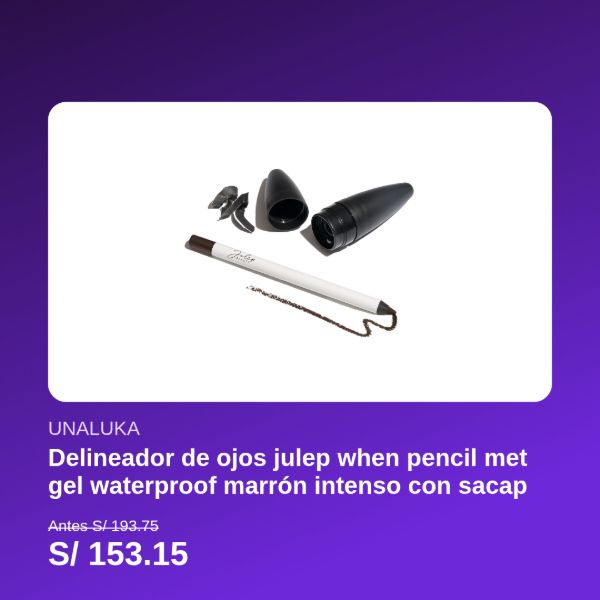 Julep
UNALUKA
Delineador de ojos julep when pencil met
gel waterproof marrón intenso con sacap
Antes S/ 193.75
S/ 153.15